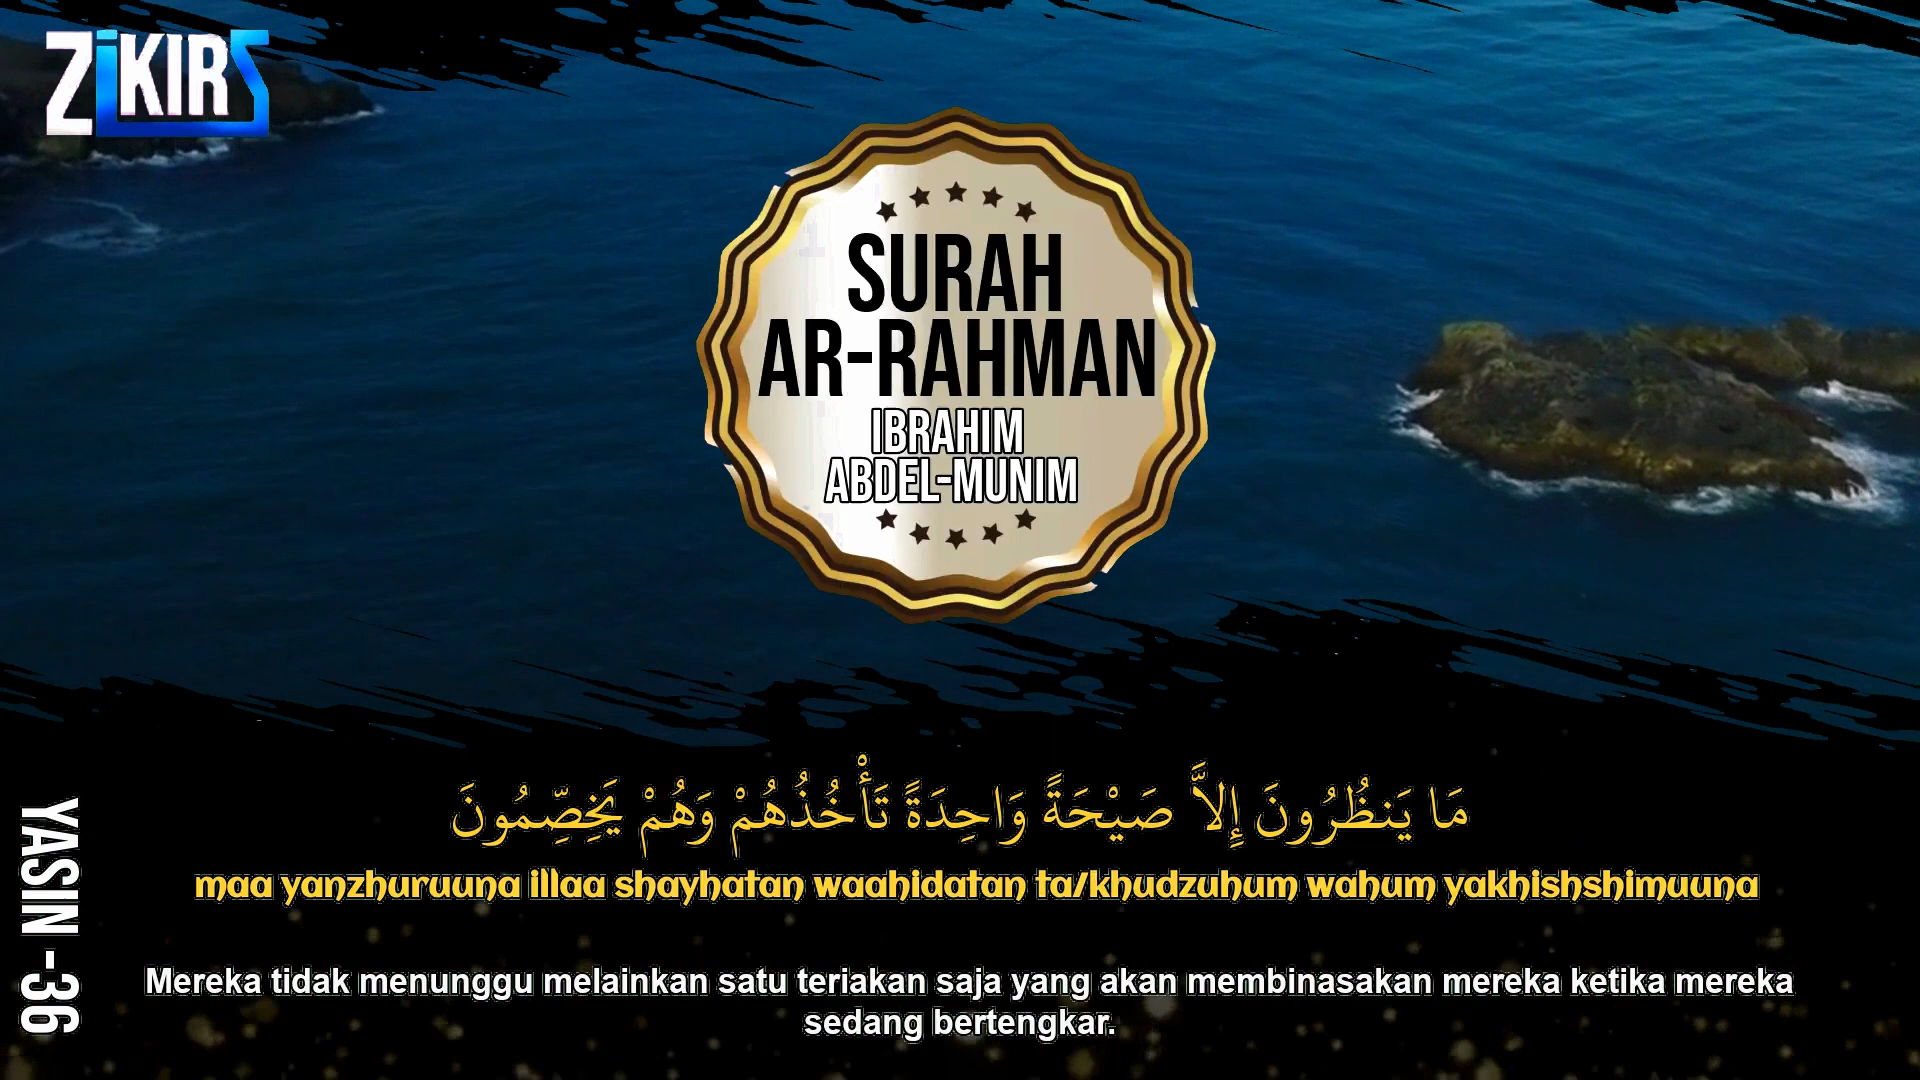 ZiKIRS
SURAH
AR-RAHMAN
IBRAHIM
ABDEL-MUNIM
مَا يَنظُرُونَ إِلاَّ صَيْحَةً وَاحِدَةً تَأْخُذُهُمْ وَهُمْ يَخِصِّمُونَ
maa yanzhuruuna illaa shayhatan waahidatan ta/khudzuhum wahum yakhishshimuuna
Mereka tidak menunggu melainkan satu teriakan saja yang akan membinasakan mereka ketika mereka
sedang bertengkar.
YASIN -36